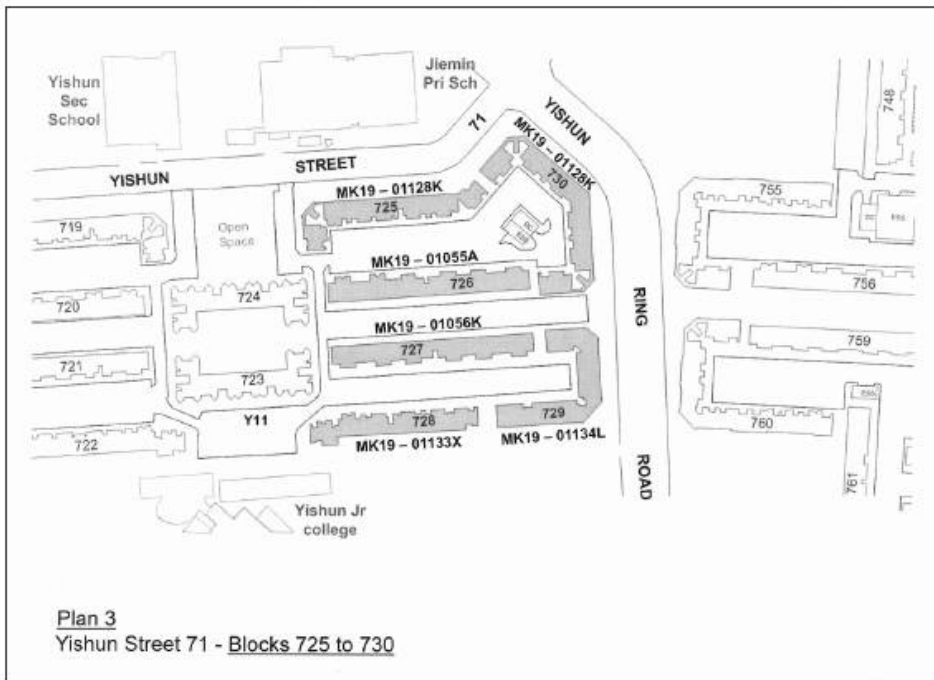 Yishun
Sec
School
Jiemin
Pri Sch
748
YISHUN
STREET
71
YISHUN
MK19 – 01128K
MK19 – 01128K
730
725
755
719
Open
Space
MK19 – 01055A
726
724
756
720
MK19 – 01056K
RING
727
759
721
723
Y11
728
729
760
722
MK19 – 01133X
MK19 – 01134L
ROAD
761
Yishun Jr
college
Plan 3
Yishun Street 71 - Blocks 725 to 730